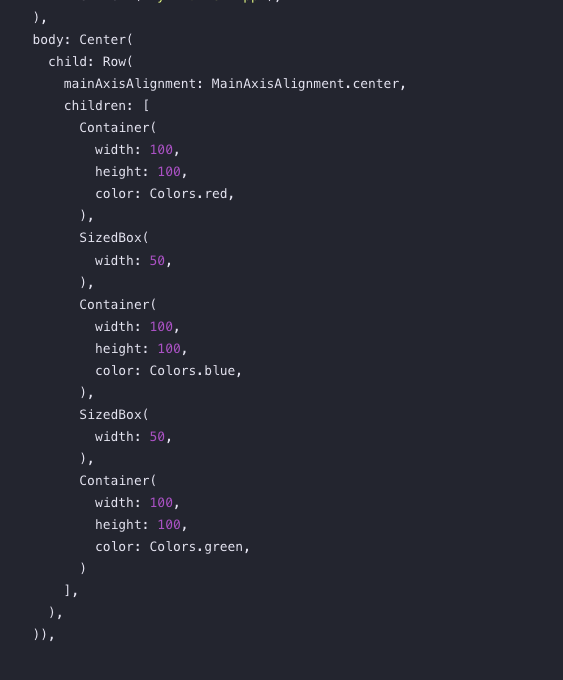 ),
body: Center(
child: Row(
mainAxisAlignment: MainAxisAlignment.center,
children: [
Container(
width: 100,
height: 100,
color: Colors.red,
),
SizedBox(
width: 50,
),
Container(
width: 100,
height: 100,
color: Colors.blue,
),
SizedBox(
width: 50,
),
Container(
width: 100,
height: 100,
color: Colors.green,
)
],
),
)),